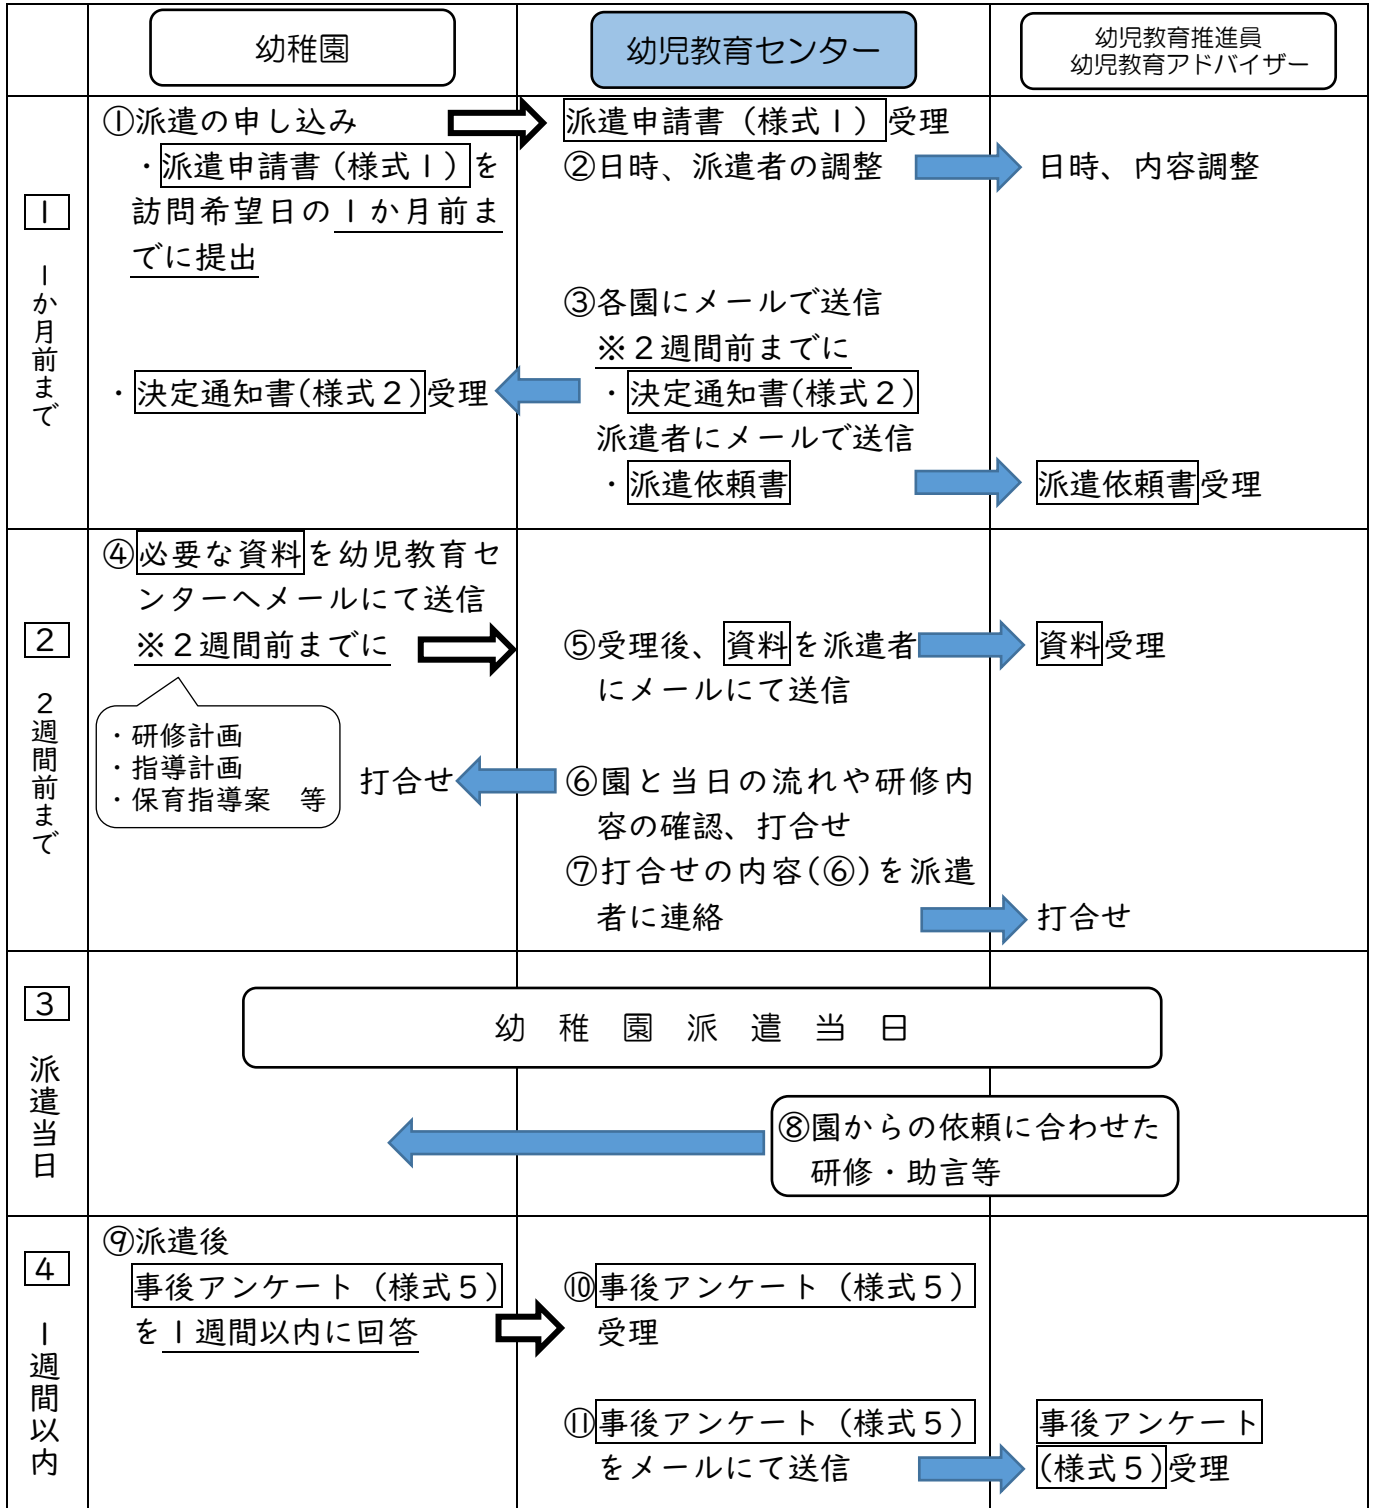 幼稚園
幼児教育センター
幼児教育推進員
幼児教育アドバイザー
1
1か月前まで
①派遣の申し込み
・派遣申請書（様式１）を
訪問希望日の１か月前ま
でに提出
・決定通知書(様式２)受理
派遣申請書（様式１）受理
②日時、派遣者の調整
③各園にメールで送信
※２週間前までに
・決定通知書(様式２)
派遣者にメールで送信
・派遣依頼書
日時、内容調整
派遣依頼書受理
2
２週間前まで
④必要な資料を幼児教育セ
ンターへメールにて送信
※２週間前までに
・研修計画
・指導計画
・保育指導案　等
打合せ
⑤受理後、資料を派遣者
にメールにて送信
⑥園と当日の流れや研修内
容の確認、打合せ
⑦打合せの内容(⑥)を派遣
者に連絡
資料受理
打合せ
3
派遣当日
幼　稚　園　派　遣　当　日
⑧園からの依頼に合わせた
研修・助言等
4
１週間以内
⑨派遣後
事後アンケート（様式５）
を１週間以内に回答
⑩事後アンケート（様式５）
受理
⑪事後アンケート（様式５）
をメールにて送信
事後アンケート
(様式５)受理